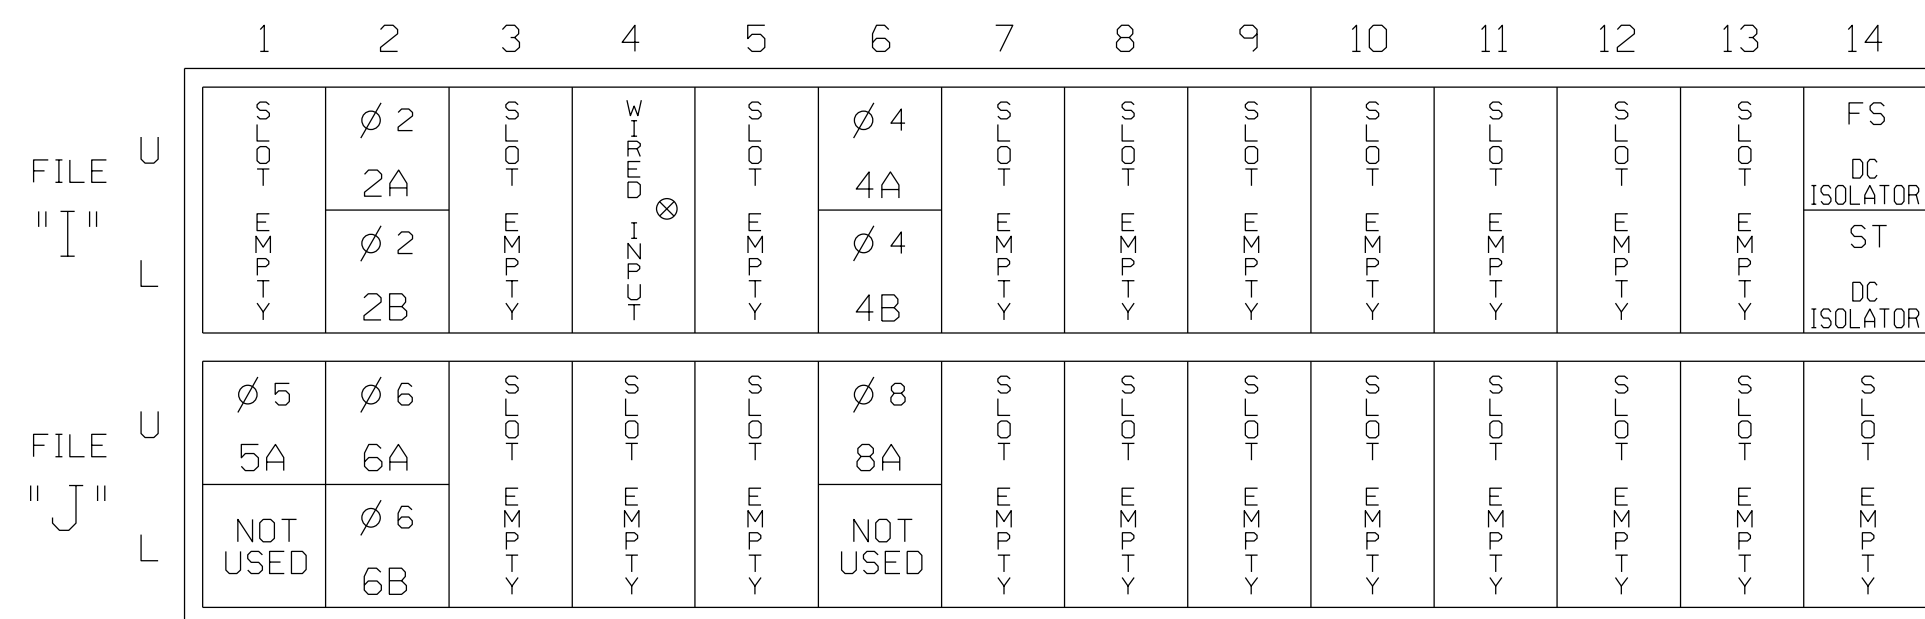 1 2 3 4 5 6 7 8 9 10 11 12 13 14
FILE "I"
U
L
SLOT EMPTY
Ø 2
2A
Ø 2
2B
SLOT EMPTY
WIRED INPUT ⊗
SLOT EMPTY
Ø 4
4A
Ø 4
4B
SLOT EMPTY
SLOT EMPTY
SLOT EMPTY
SLOT EMPTY
SLOT EMPTY
SLOT EMPTY
SLOT EMPTY
FS
DC
ISOLATOR
ST
DC
ISOLATOR
FILE "J"
U
L
Ø 5
5A
NOT
USED
Ø 6
6A
Ø 6
6B
SLOT EMPTY
SLOT EMPTY
SLOT EMPTY
Ø 8
8A
NOT
USED
SLOT EMPTY
SLOT EMPTY
SLOT EMPTY
SLOT EMPTY
SLOT EMPTY
SLOT EMPTY
SLOT EMPTY
SLOT EMPTY